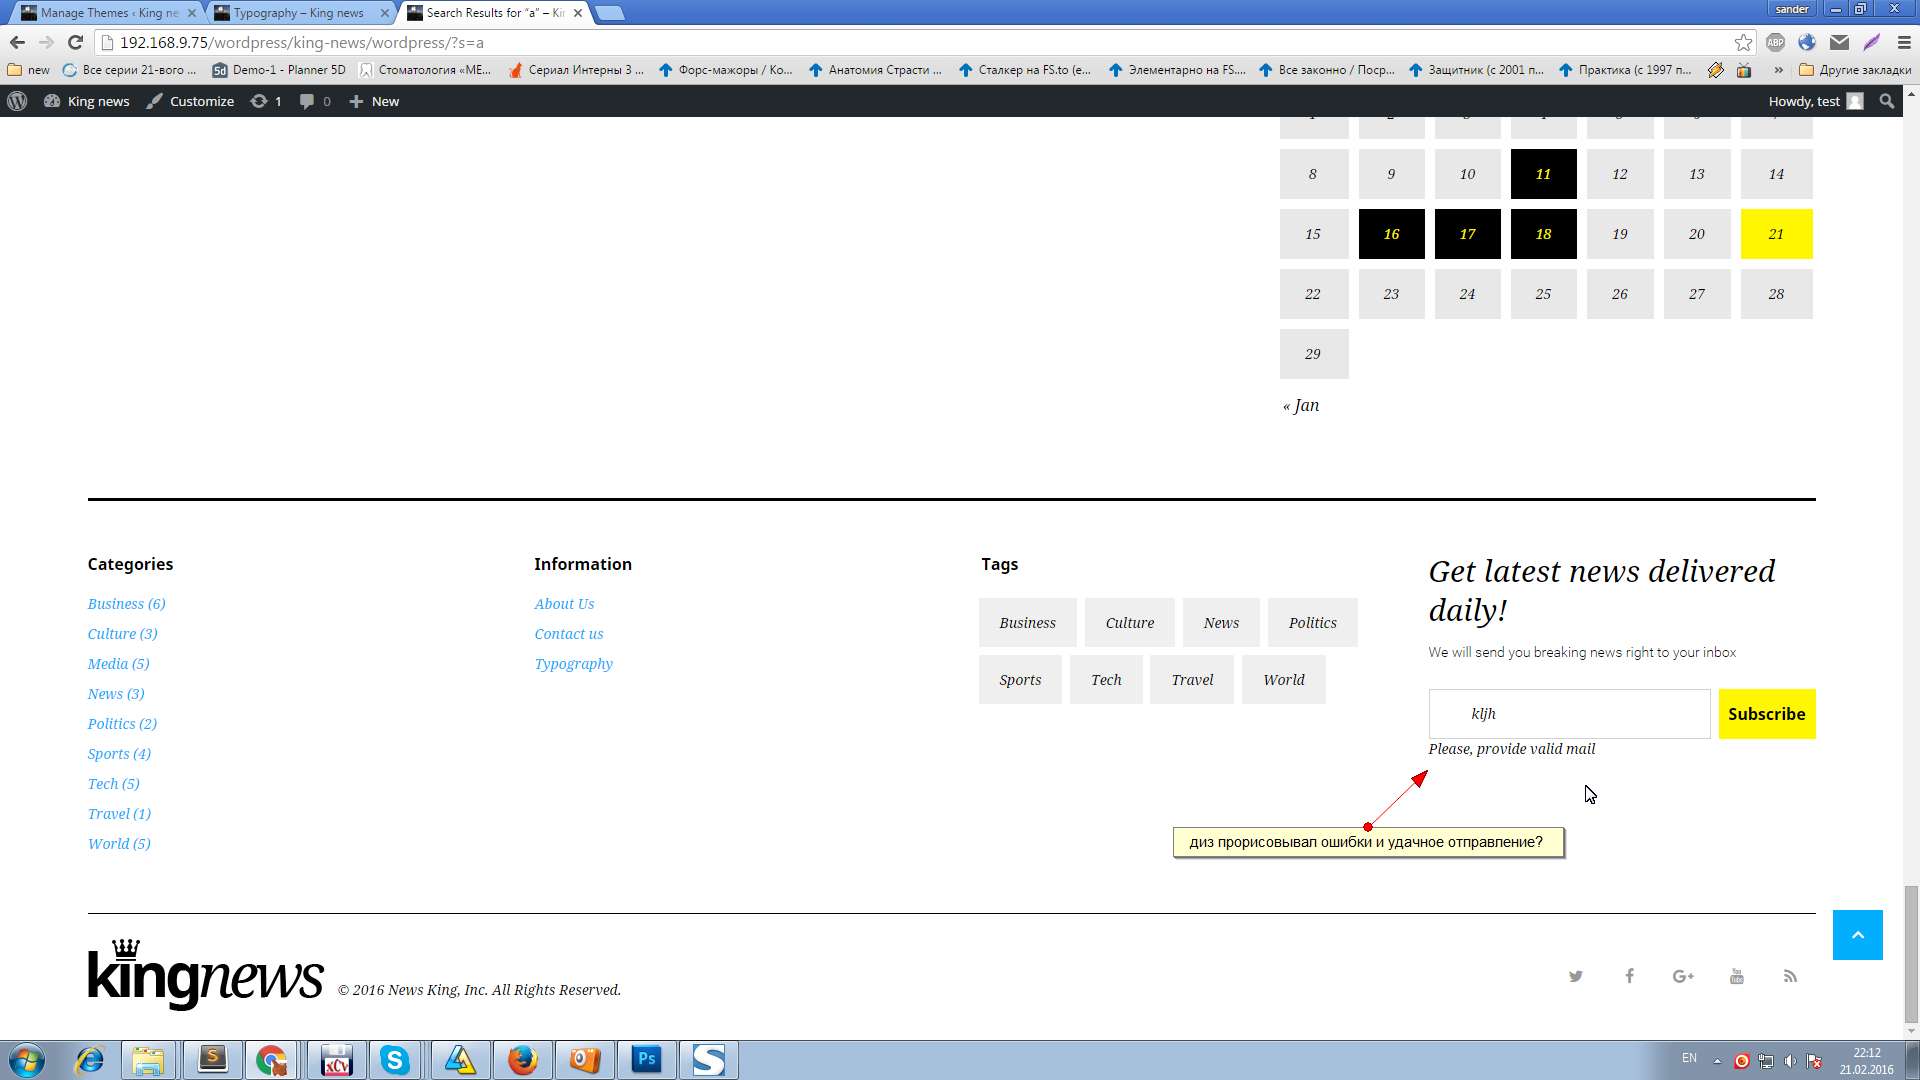 Manage Themes ‹ King ne
Typography – King news
Search Results for “a” – Kin
sander
192.168.9.75/wordpress/king-news/wordpress/?s=a
ABP
new
Все серии 21-вого ...
5d Demo-1 - Planner 5D
Стоматология «МЕ...
Сериал Интерны 3 ...
Форс-мажоры / Ко...
Анатомия Страсти ...
Сталкер на FS.to (е...
Элементарно на FS....
Все законно / Поср...
Защитник (с 2001 п...
Практика (с 1997 п...
»
Другие закладки
King news
Customize
1
0
New
Howdy, test
8 9 10 11 12 13 14
15 16 17 18 19 20 21
22 23 24 25 26 27 28
29
« Jan
Categories
Business (6)
Culture (3)
Media (5)
News (3)
Politics (2)
Sports (4)
Tech (5)
Travel (1)
World (5)
Information
About Us
Contact us
Typography
Tags
Business Culture News Politics
Sports Tech Travel World
Get latest news delivered
daily!
We will send you breaking news right to your inbox
kljh
Subscribe
Please, provide valid mail
диз прорисовывал ошибки и удачное отправление?
kingnews
© 2016 News King, Inc. All Rights Reserved.
G+
Ps
EN
22:12
21.02.2016